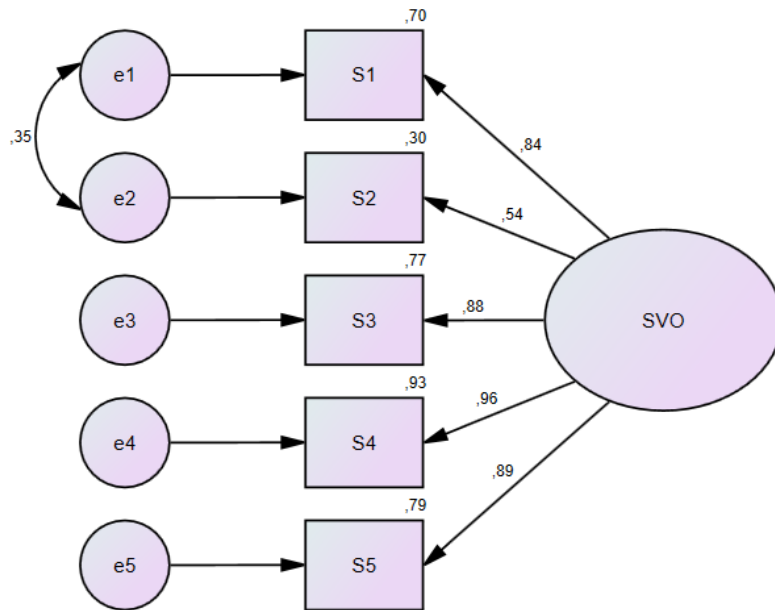 ,70
e1
S1
,35
,84
,30
e2
S2
,54
,77
e3
S3
,88
SVO
,93
e4
S4
,96
,89
,79
e5
S5